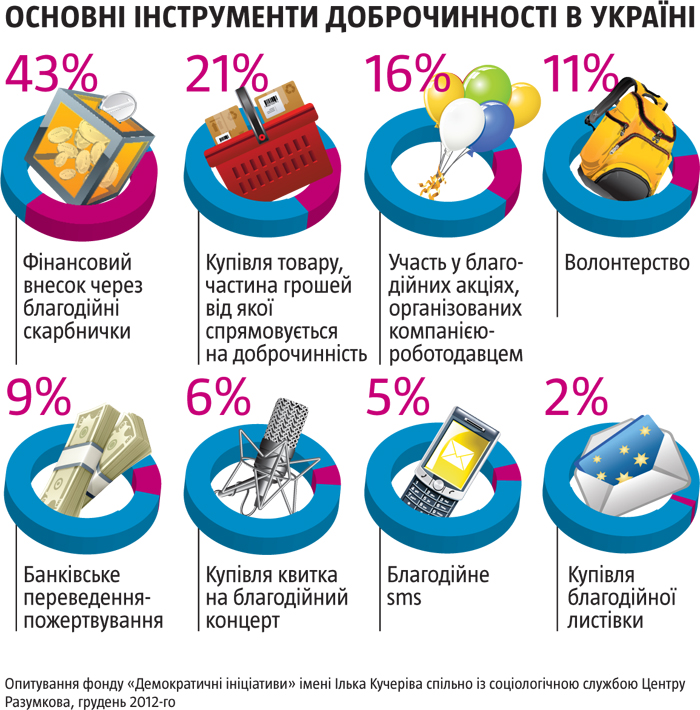 ОСНОВНІ ІНСТРУМЕНТИ ДОБРОЧИННОСТІ В УКРАЇНІ
43%
Фінансовий
внесок через
благодійні
скарбнички
21%
Купівля товару,
частина грошей
від якої
спрямовується
на доброчинність
16%
Участь у благо-
дійних акціях,
організованих
компанією-
роботодавцем
11%
Волонтерство
9%
Банківське
переведення-
пожертвування
6%
Купівля квитка
на благодійний
концерт
5%
Благодійне
sms
2%
Купівля
благодійної
листівки
Опитування фонду «Демократичні ініціативи» імені Ілька Кучеріва спільно із соціологічною службою Центру
Разумкова, грудень 2012-го